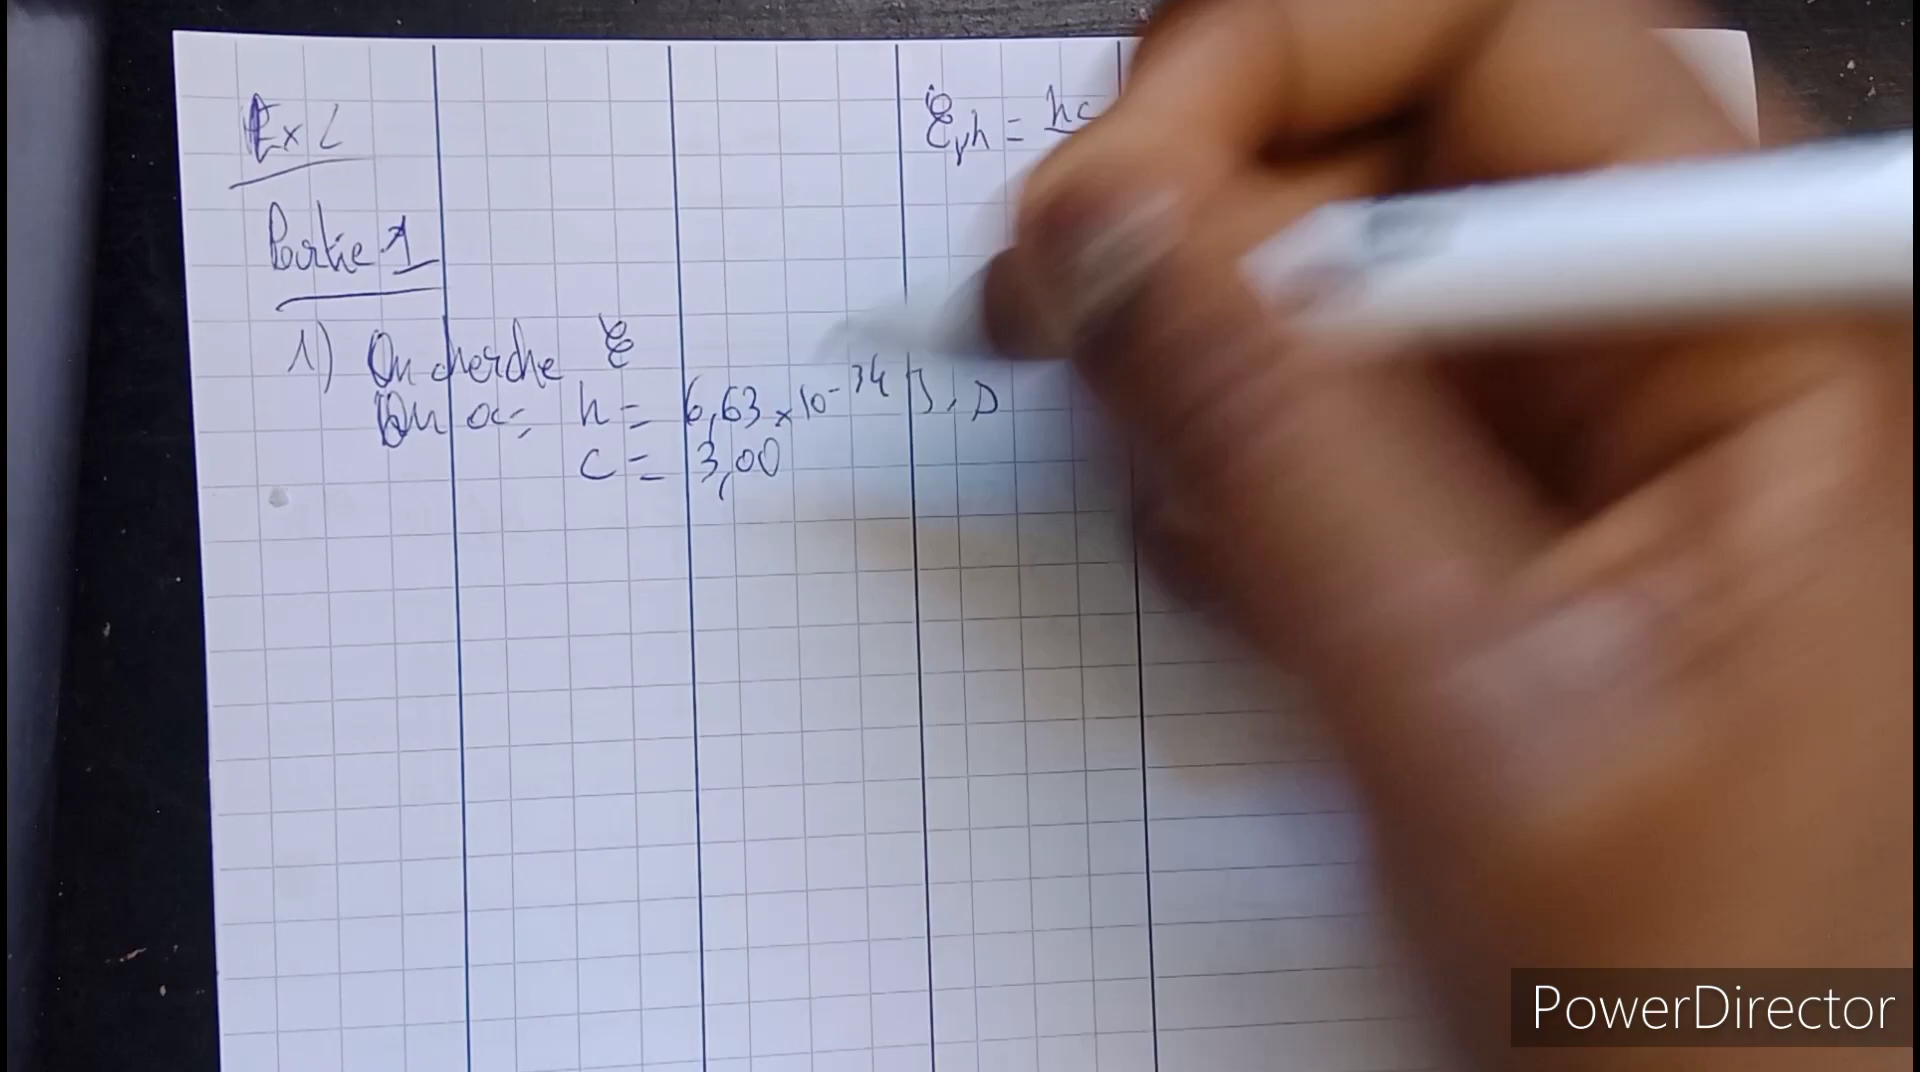 Ex 2
Partie 1
ℰph = hc
1) On cherche ℰ
On a: h = 6,63 × 10⁻³⁴ J.s
c = 3,00
PowerDirector